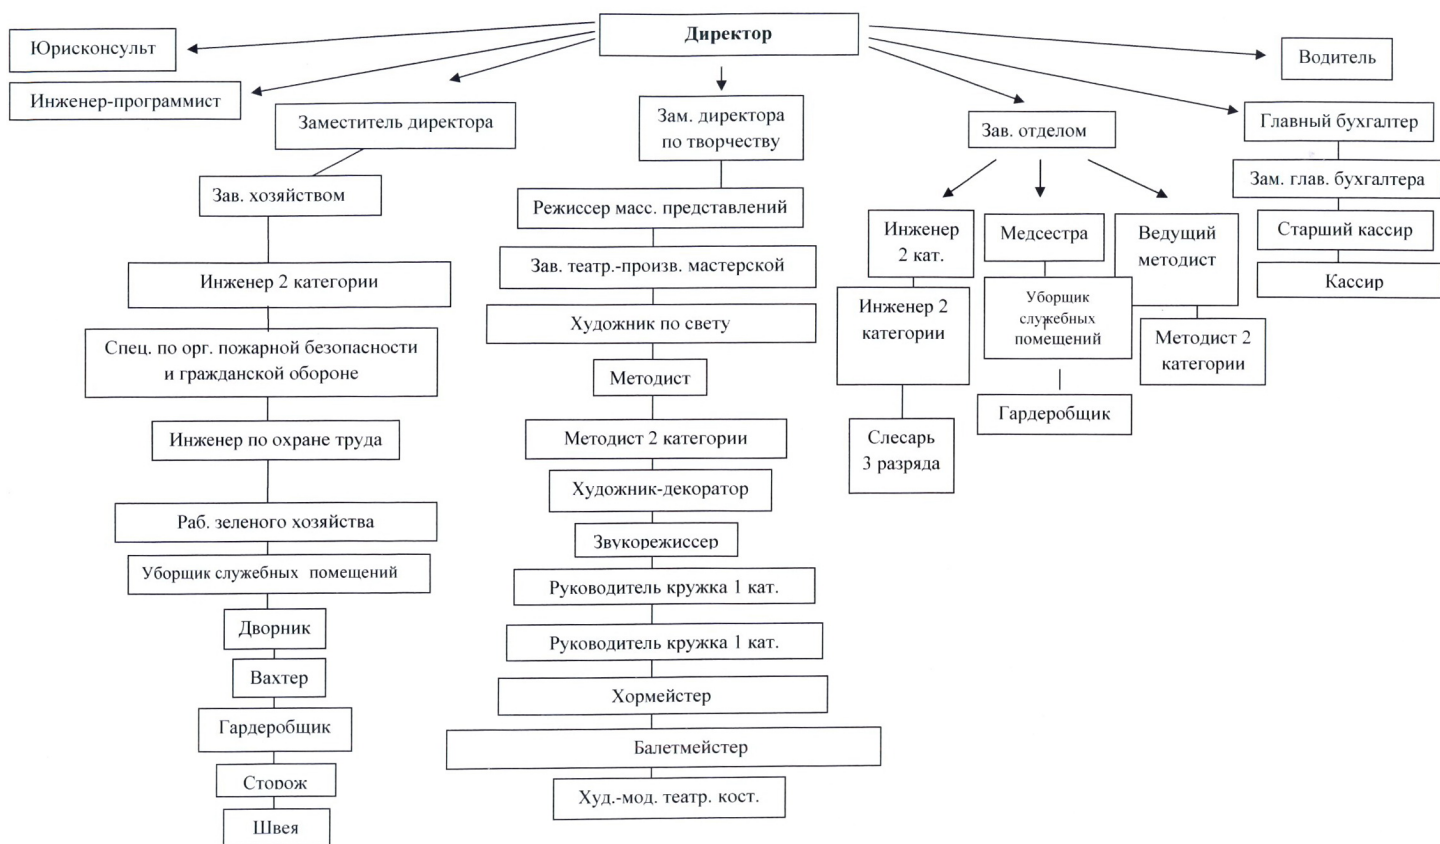 Директор
Юрисконсульт
Инженер-программист
Водитель
Заместитель директора
Зам. директора
по творчеству
Зав. отделом
Главный бухгалтер
Зав. хозяйством
Инженер 2 категории
Спец. по орг. пожарной безопасности
и гражданской обороне
Инженер по охране труда
Раб. зеленого хозяйства
Уборщик служебных помещений
Дворник
Вахтер
Гардеробщик
Сторож
Швея
Режиссер масс. представлений
Зав. театр.-произв. мастерской
Художник по свету
Методист
Методист 2 категории
Художник-декоратор
Звукорежиссер
Руководитель кружка 1 кат.
Руководитель кружка 1 кат.
Хормейстер
Балетмейстер
Худ.-мод. театр. кост.
Инженер
2 кат.
Инженер 2
категории
Слесарь
3 разряда
Медсестра
Уборщик
служебных
помещений
Гардеробщик
Ведущий
методист
Методист 2
категории
Зам. глав. бухгалтера
Старший кассир
Кассир